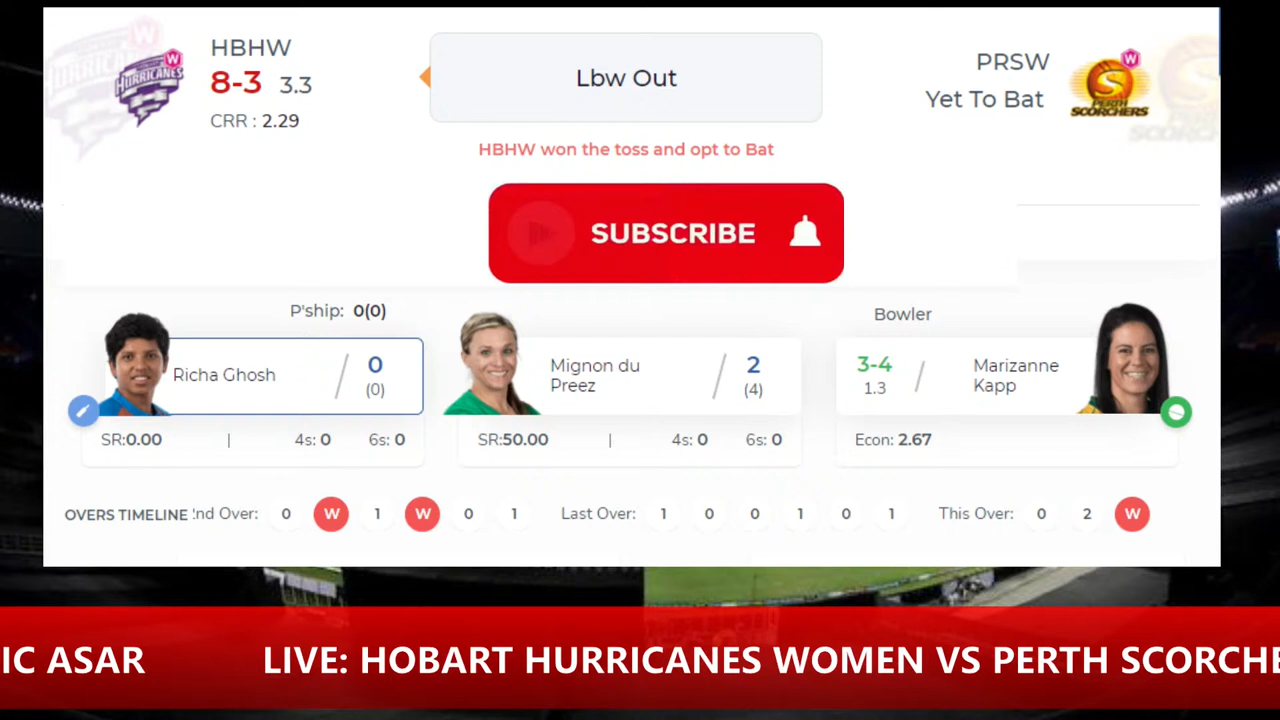 HBHW
8-3 3.3
CRR : 2.29
Lbw Out
HBHW won the toss and opt to Bat
PRSW
Yet To Bat
HURRICANES
W
PERTH
SCORCHERS
W
SUBSCRIBE
P'ship: 0(0)
Bowler
Richa Ghosh / 0
(0)
SR:0.00 | 4s: 0 6s: 0
Mignon du
Preez / 2
(4)
SR:50.00 | 4s: 0 6s: 0
3-4
1.3 / Marizanne
Kapp
Econ: 2.67
OVERS TIMELINE nd Over: 0 W 1 W 0 1 Last Over: 1 0 0 1 0 1 This Over: 0 2 W
IC ASAR LIVE: HOBART HURRICANES WOMEN VS PERTH SCORCHE